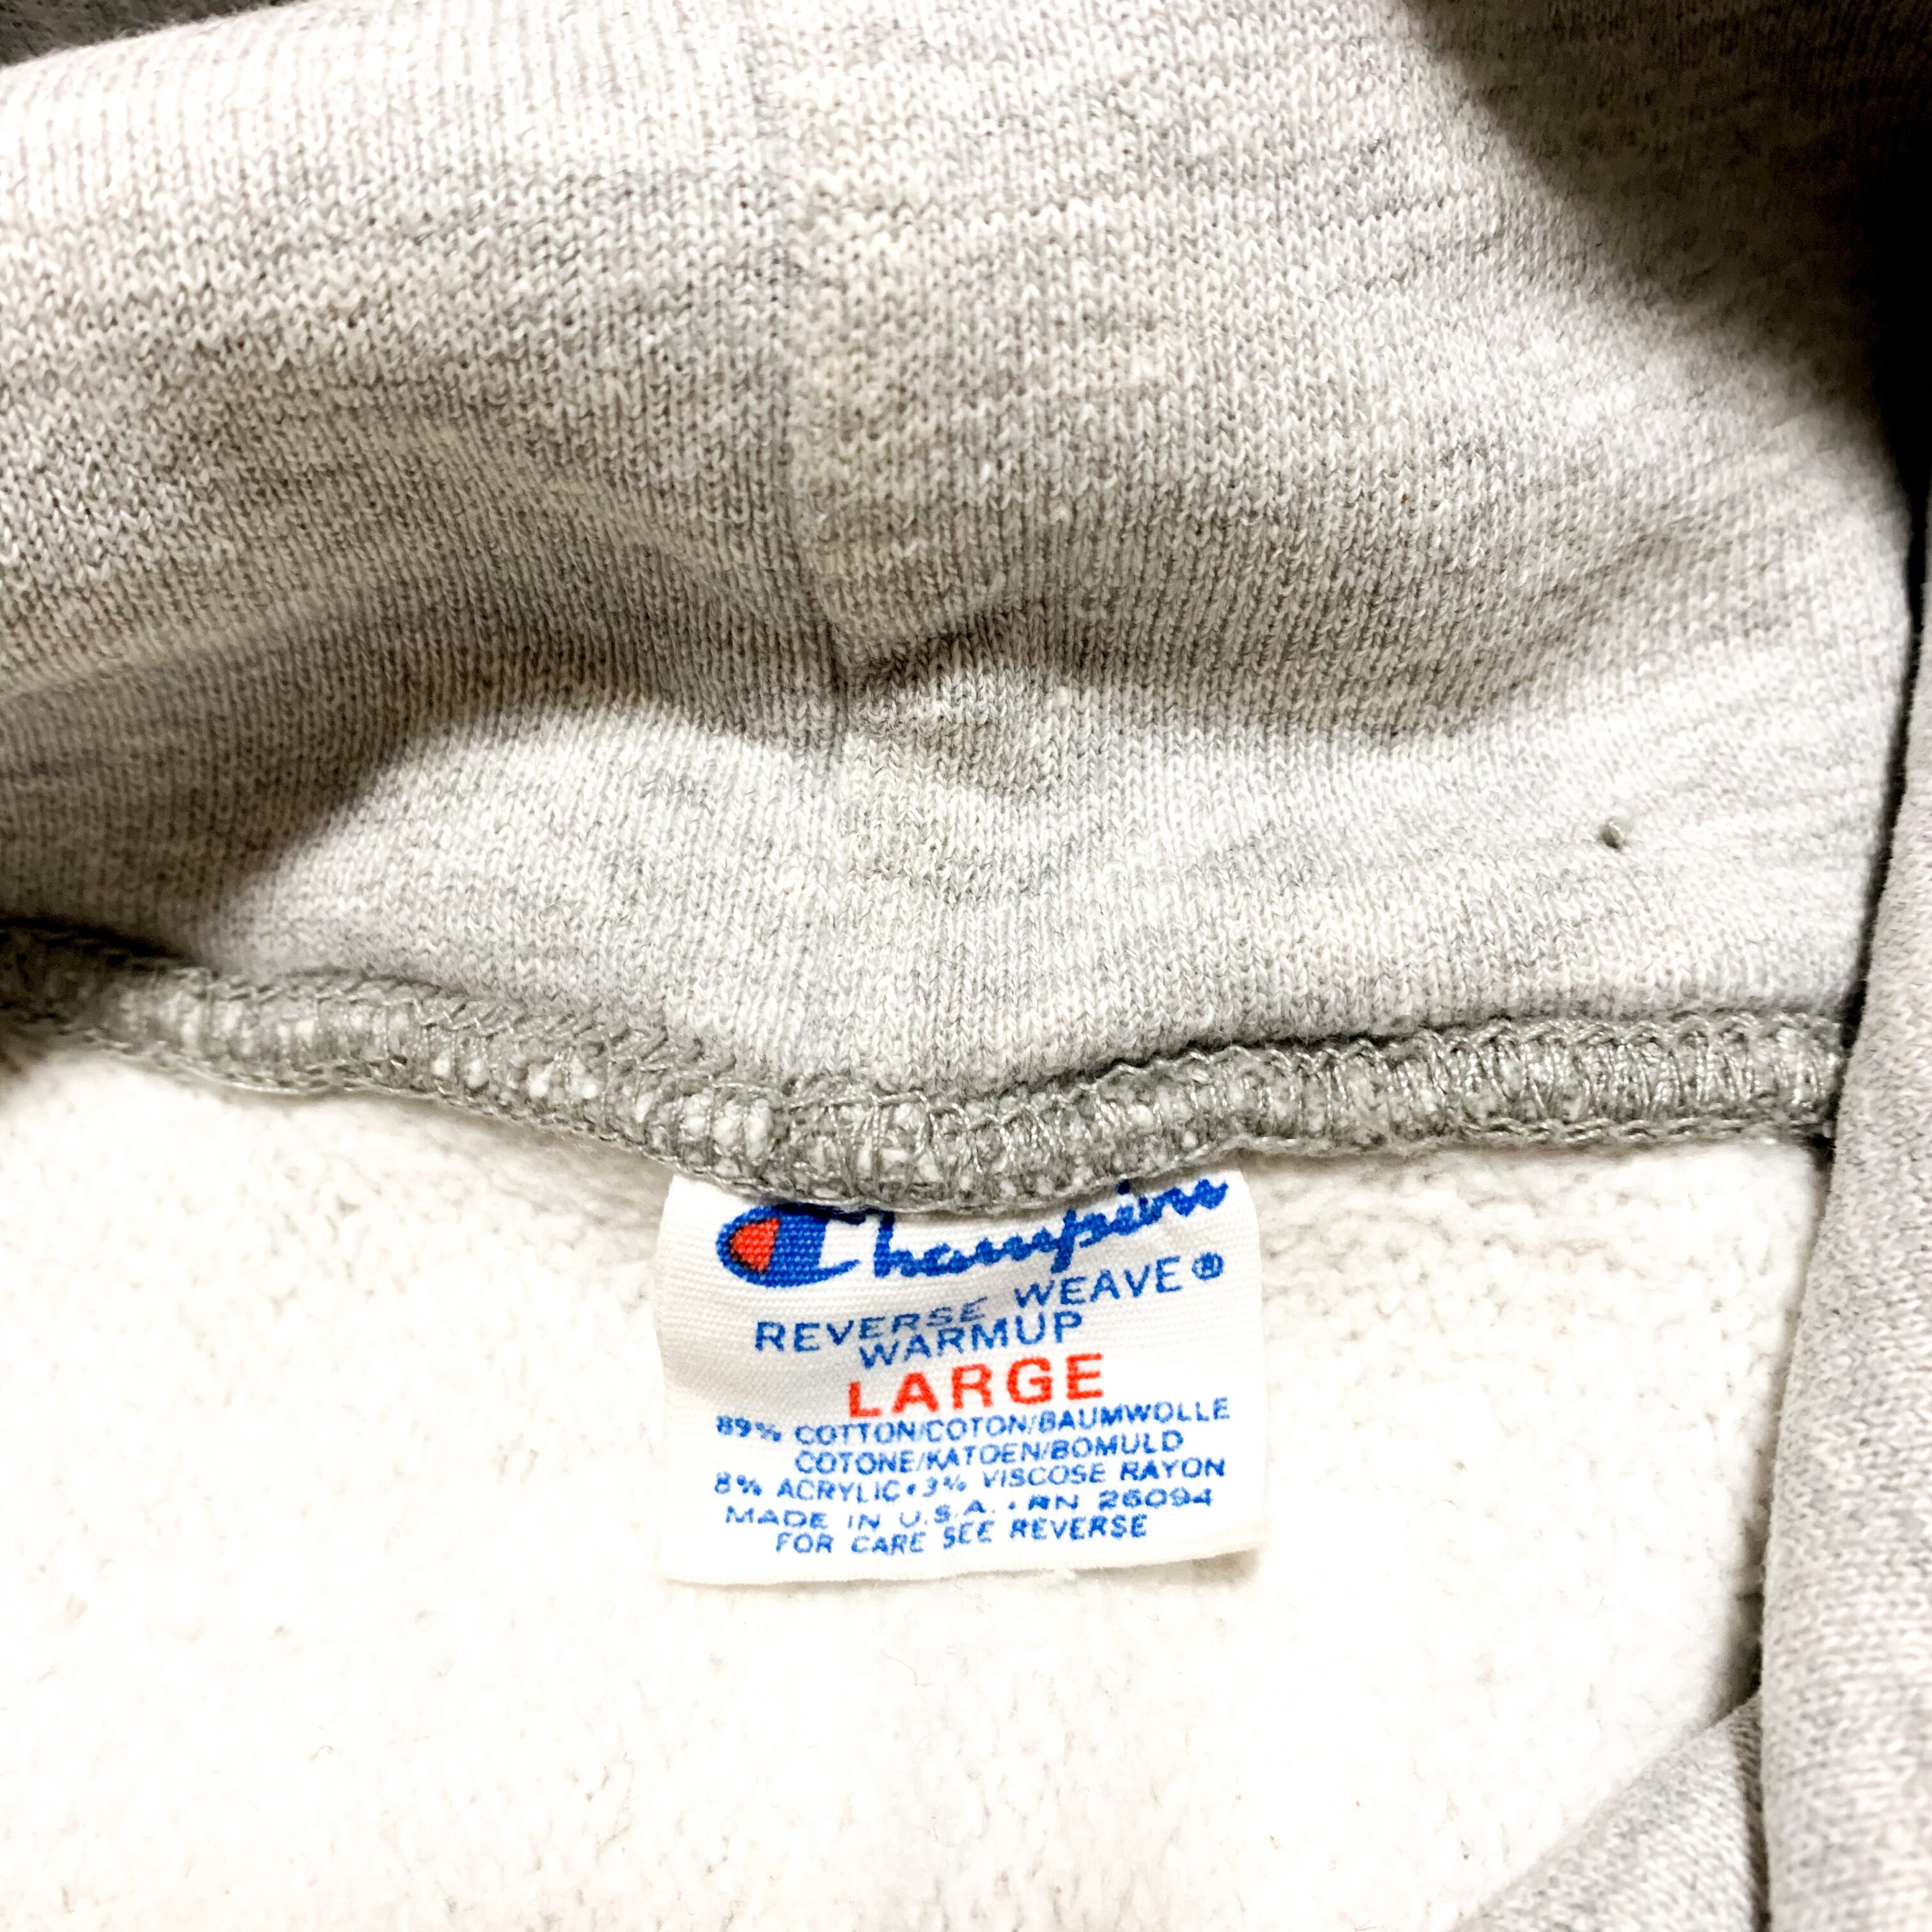 Champion
REVERSE WEAVE®
WARMUP
LARGE
89% COTTON/COTON/BAUMWOLLE
COTONE/KATOEN/BOMULD
8% ACRYLIC•3% VISCOSE RAYON
MADE IN U.S.A. • RN 26094
FOR CARE SEE REVERSE